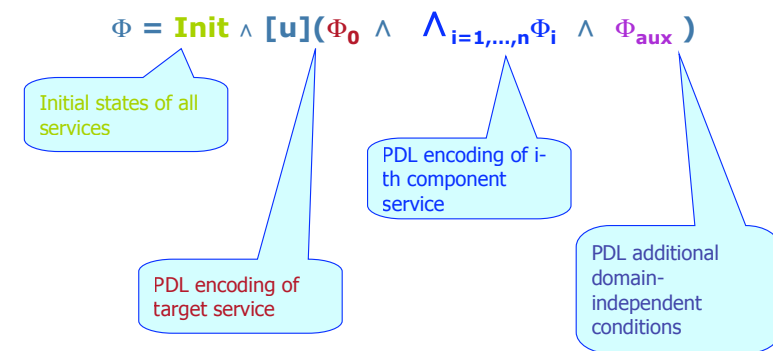 Φ = Init ∧ [u](Φ0 ∧ ∧i=1,...,nΦi ∧ Φaux )
Initial states of all
services
PDL encoding of i-
th component
service
PDL encoding of
target service
PDL additional
domain-
independent
conditions